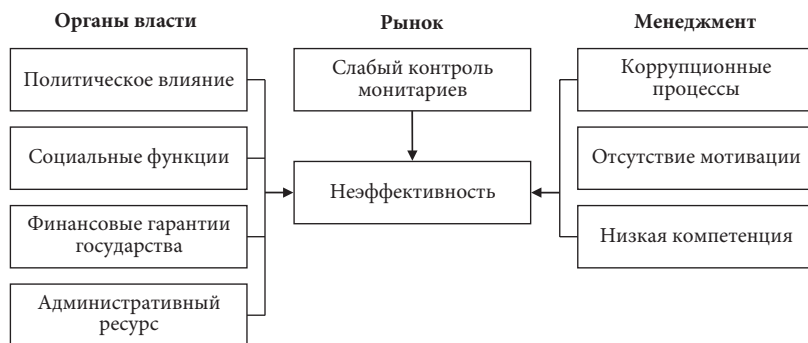 Органы власти
Политическое влияние
Социальные функции
Финансовые гарантии
государства
Административный
ресурс
Рынок
Слабый контроль
монитариев
Неэффективность
Менеджмент
Коррупционные
процессы
Отсутствие мотивации
Низкая компетенция